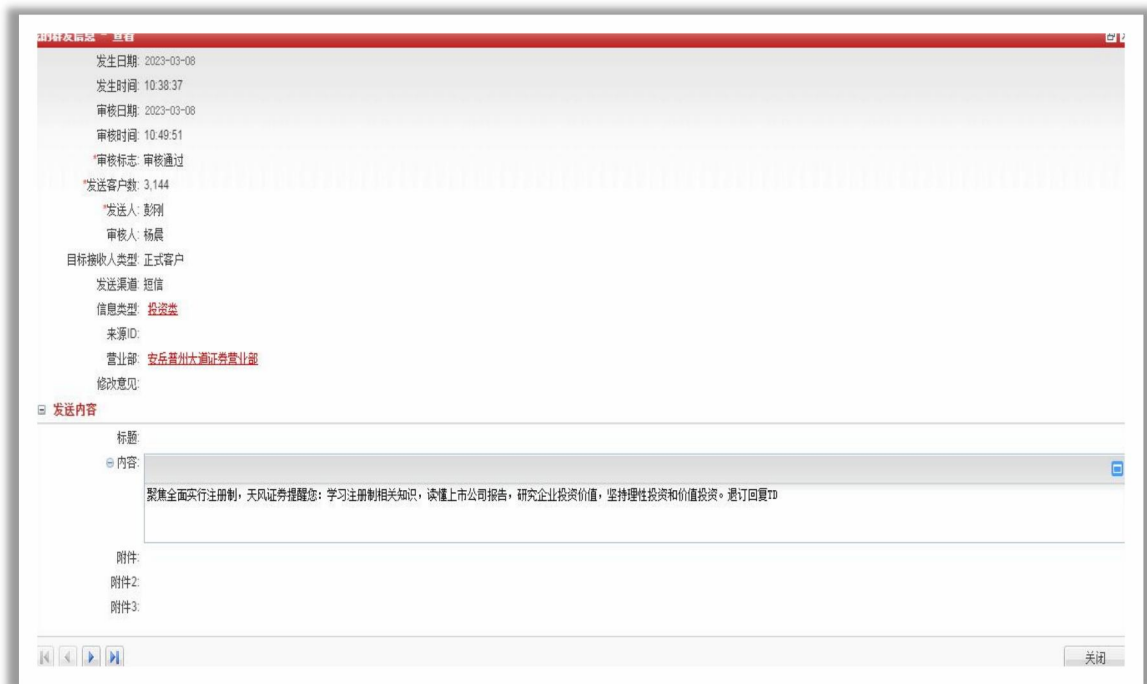 的群发信息 - 查看
发生日期: 2023-03-08
发生时间: 10:38:37
审核日期: 2023-03-08
审核时间: 10:49:51
*审核标志: 审核通过
*发送客户数: 3,144
*发送人: 彭刚
审核人: 杨晨
目标接收人类型: 正式客户
发送渠道: 短信
信息类型: 投资类
来源ID:
营业部: 安岳普州大道证券营业部
修改意见:
发送内容
标题:
内容:
聚焦全面实行注册制，天风证券提醒您：学习注册制相关知识，读懂上市公司报告，研究企业投资价值，坚持理性投资和价值投资。退订回复TD
附件:
附件2:
附件3:
关闭